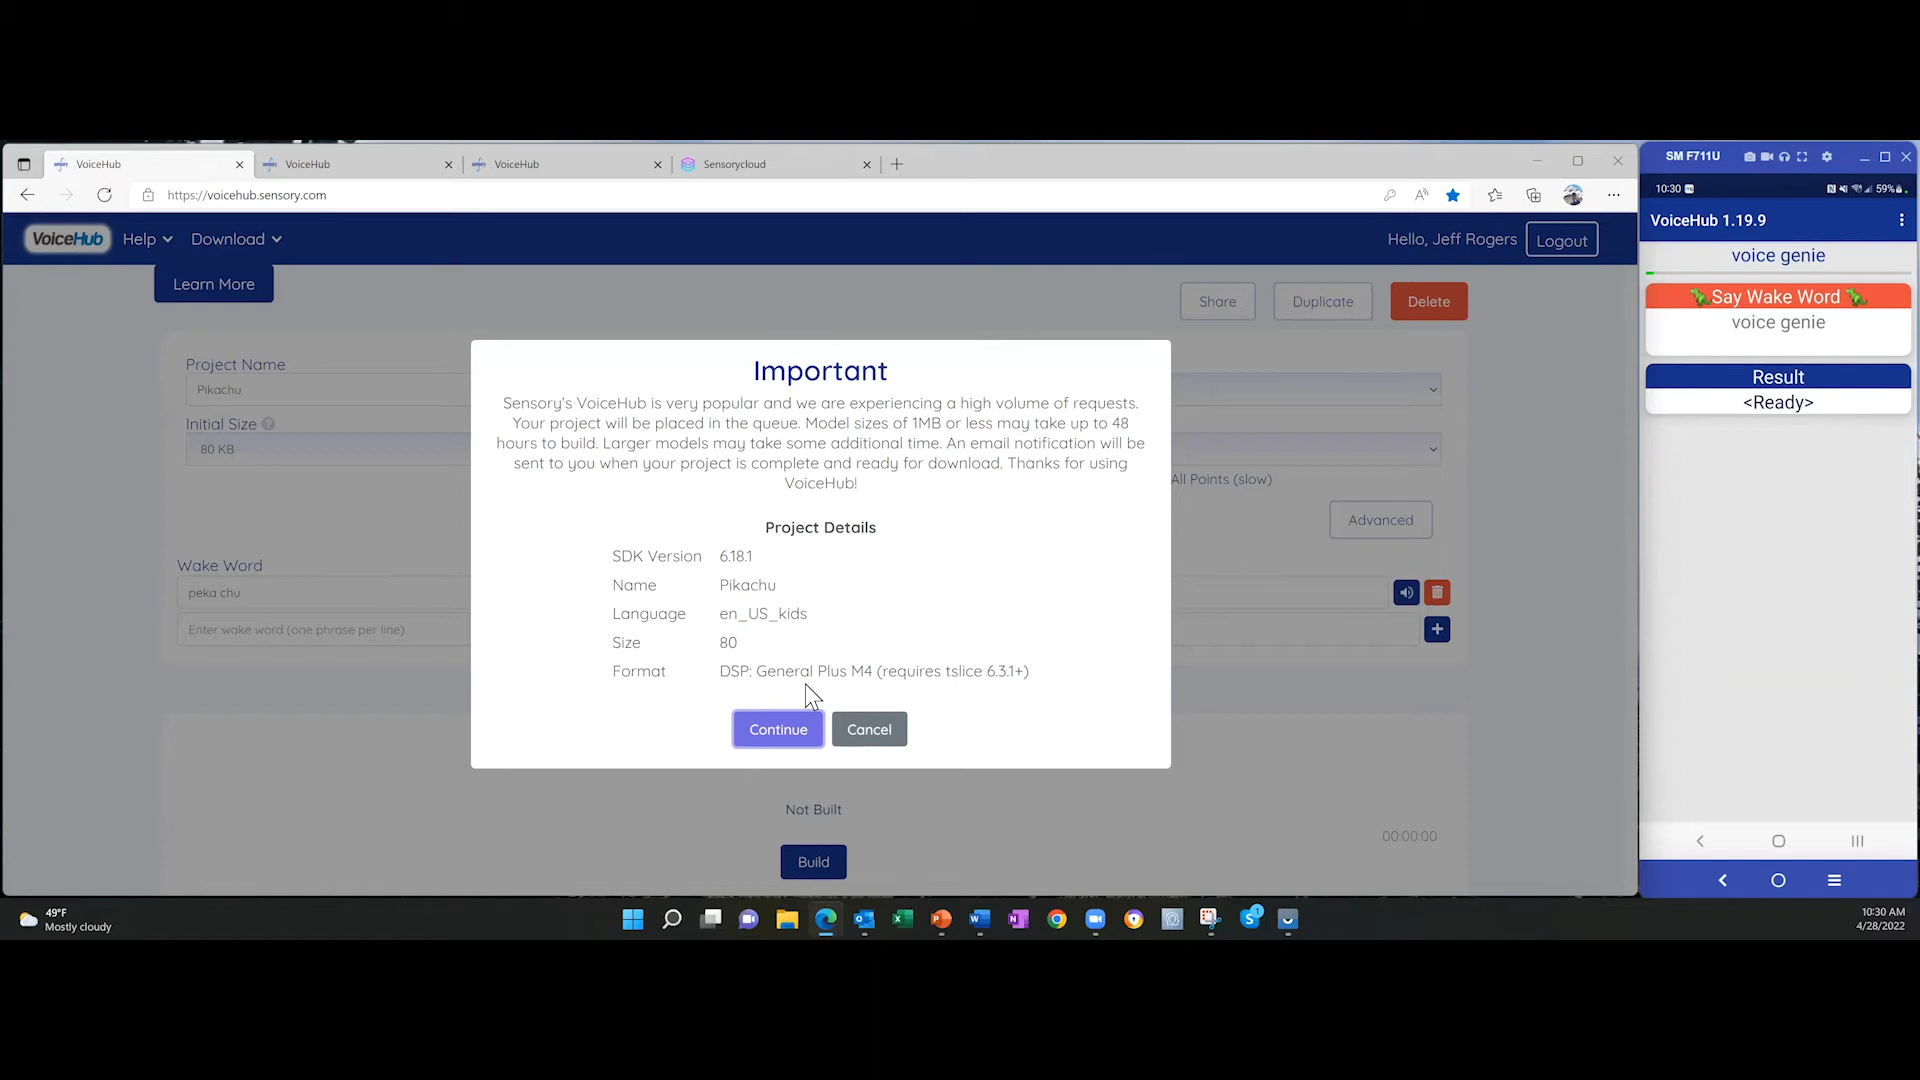 VoiceHub
VoiceHub
VoiceHub
Sensorycloud
https://voicehub.sensory.com
VoiceHub Help Download
Hello, Jeff Rogers Logout
Learn More
Share Duplicate Delete
Project Name
Pikachu
Initial Size
80 KB
All Points (slow)
Advanced
Wake Word
peka chu
Enter wake word (one phrase per line)
Important
Sensory's VoiceHub is very popular and we are experiencing a high volume of requests.
Your project will be placed in the queue. Model sizes of 1MB or less may take up to 48
hours to build. Larger models may take some additional time. An email notification will be
sent to you when your project is complete and ready for download. Thanks for using
VoiceHub!
Project Details
SDK Version 6.18.1
Name Pikachu
Language en_US_kids
Size 80
Format DSP: General Plus M4 (requires tslice 6.3.1+)
Continue Cancel
Not Built
00:00:00
Build
SM F711U
10:30
59%
VoiceHub 1.19.9
voice genie
Say Wake Word
voice genie
Result
<Ready>
49°F
Mostly cloudy
10:30 AM
4/28/2022